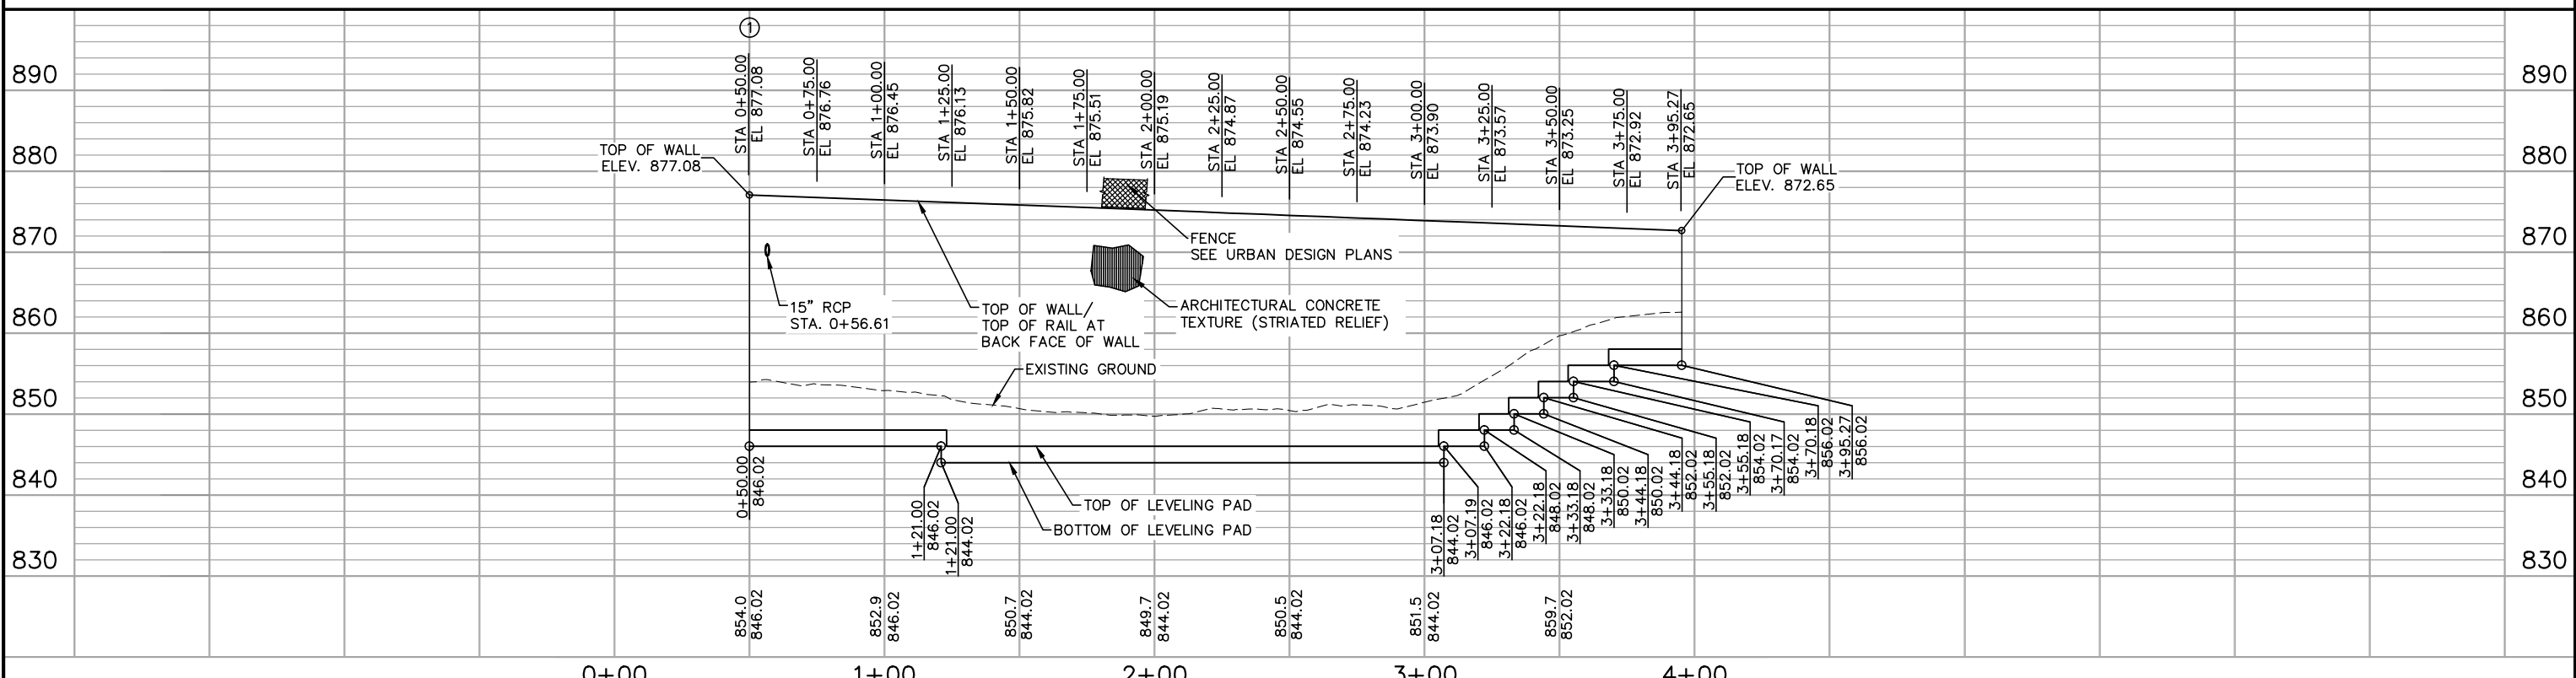 1
890
880
870
860
850
840
830
STA 0+50.00
EL 877.08
STA 0+75.00
EL 876.76
STA 1+00.00
EL 876.45
STA 1+25.00
EL 876.13
STA 1+50.00
EL 875.82
STA 1+75.00
EL 875.51
STA 2+00.00
EL 875.19
STA 2+25.00
EL 874.87
STA 2+50.00
EL 874.55
STA 2+75.00
EL 874.23
STA 3+00.00
EL 873.90
STA 3+25.00
EL 873.57
STA 3+50.00
EL 873.25
STA 3+75.00
EL 872.92
STA 3+95.27
EL 872.65
890
880
870
860
850
840
830
TOP OF WALL
ELEV. 877.08
TOP OF WALL
ELEV. 872.65
FENCE
SEE URBAN DESIGN PLANS
15" RCP
STA. 0+56.61
TOP OF WALL/
TOP OF RAIL AT
BACK FACE OF WALL
ARCHITECTURAL CONCRETE
TEXTURE (STRIATED RELIEF)
EXISTING GROUND
TOP OF LEVELING PAD
BOTTOM OF LEVELING PAD
0+50.00
846.02
1+21.00
846.02
1+21.00
844.02
3+07.18
844.02
3+07.19
846.02
3+22.18
846.02
3+22.18
848.02
3+33.18
848.02
3+33.18
850.02
3+44.18
850.02
3+44.18
852.02
3+55.18
852.02
3+55.18
854.02
3+70.17
854.02
3+70.18
856.02
3+95.27
856.02
854.0
846.02
852.9
846.02
850.7
844.02
849.7
844.02
850.5
844.02
851.5
844.02
859.7
852.02
0+00
1+00
2+00
3+00
4+00